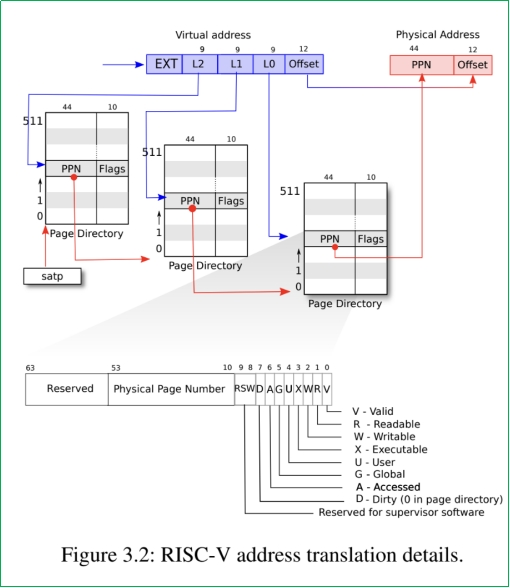 Virtual address
Physical Address
9 9 9 12
44 12
EXT L2 L1 L0 Offset
PPN Offset
44 10
511
PPN Flags
1
0
Page Directory
satp
44 10
511
PPN Flags
1
0
Page Directory
44 10
511
PPN Flags
1
0
Page Directory
63 53 10 9 8 7 6 5 4 3 2 1 0
Reserved Physical Page Number RSW D A G U X W R V
V - Valid
R - Readable
W - Writable
X - Executable
U - User
G - Global
A - Accessed
D - Dirty (0 in page directory)
Reserved for supervisor software
Figure 3.2: RISC-V address translation details.